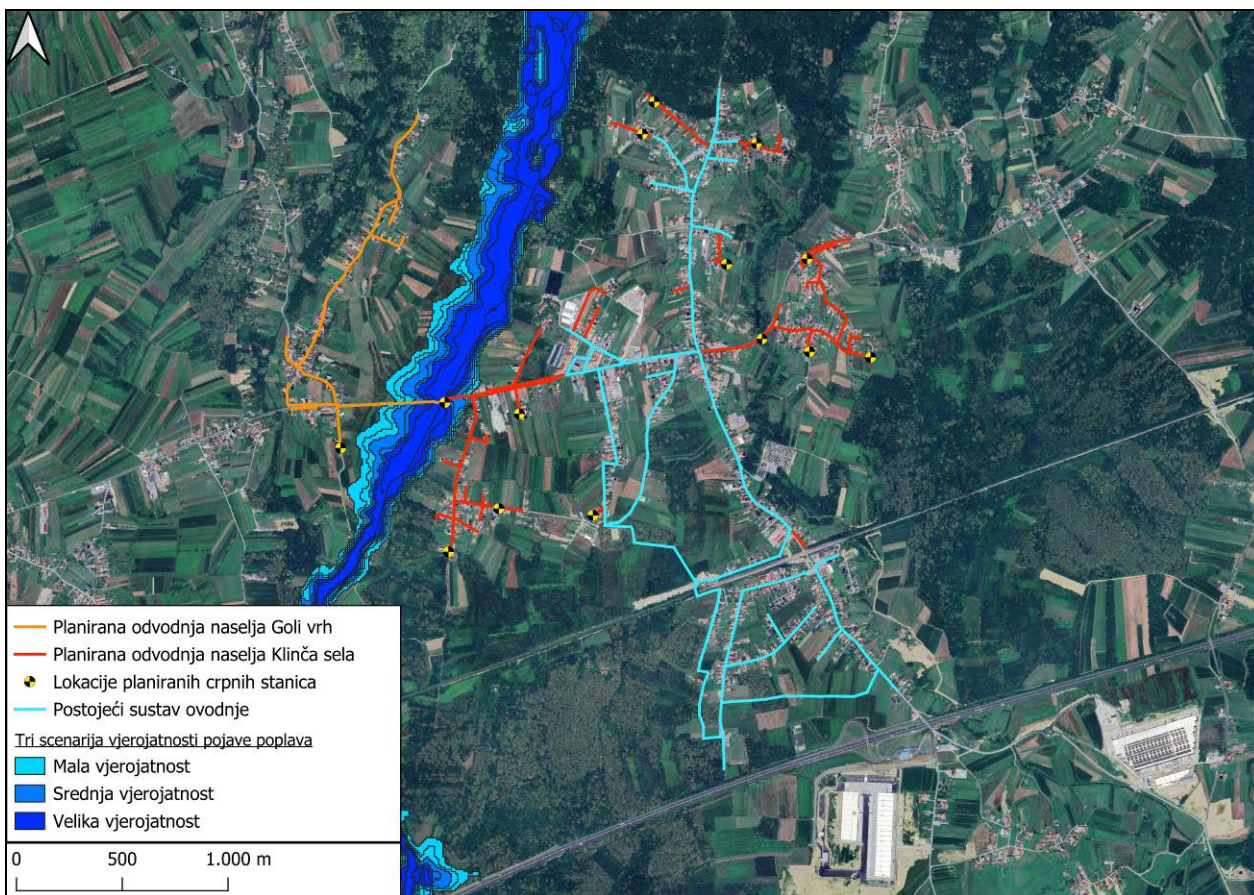 Planirana odvodnja naselja Goli vrh
Planirana odvodnja naselja Klinča sela
Lokacije planiranih crpnih stanica
Postojeći sustav ovodnje
Tri scenarija vjerojatnosti pojave poplava
Mala vjerojatnost
Srednja vjerojatnost
Velika vjerojatnost
0 500 1.000 m